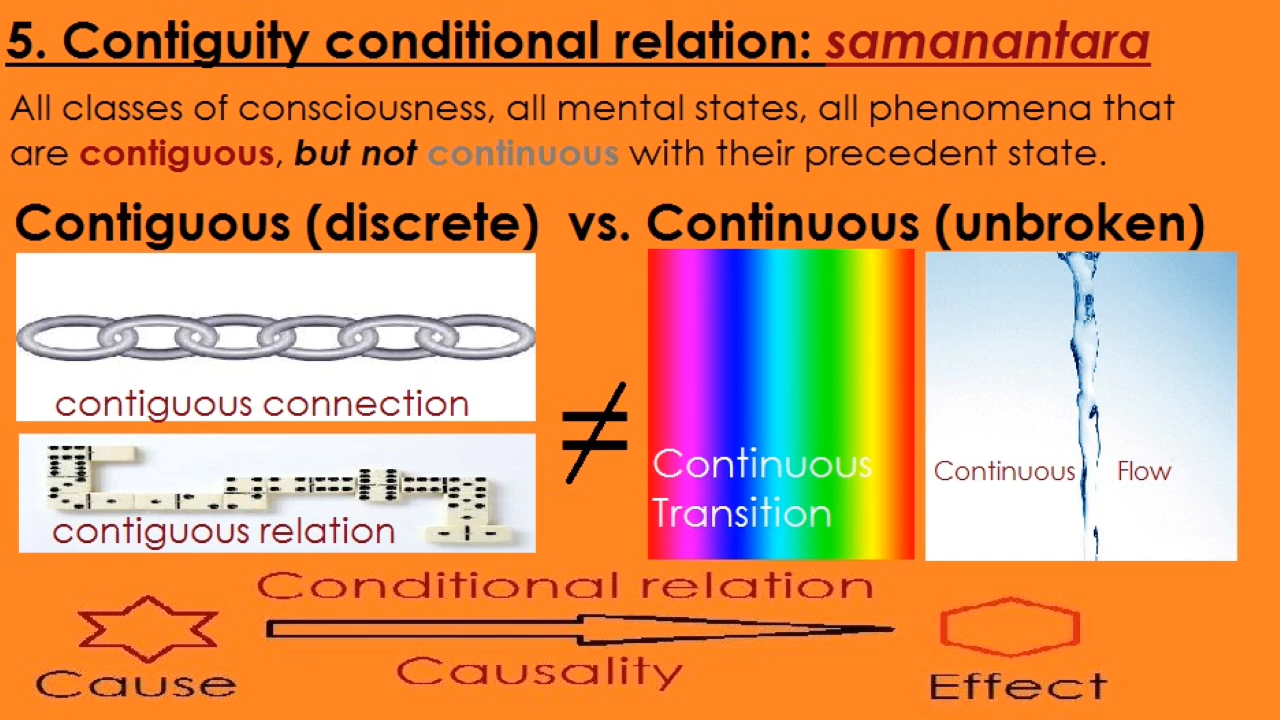 5. Contiguity conditional relation: samanantara
All classes of consciousness, all mental states, all phenomena that
are contiguous, but not continuous with their precedent state.
Contiguous (discrete) vs. Continuous (unbroken)
contiguous connection
contiguous relation
≠
Continuous
Transition
Continuous Flow
Conditional relation
Causality
Cause
Effect